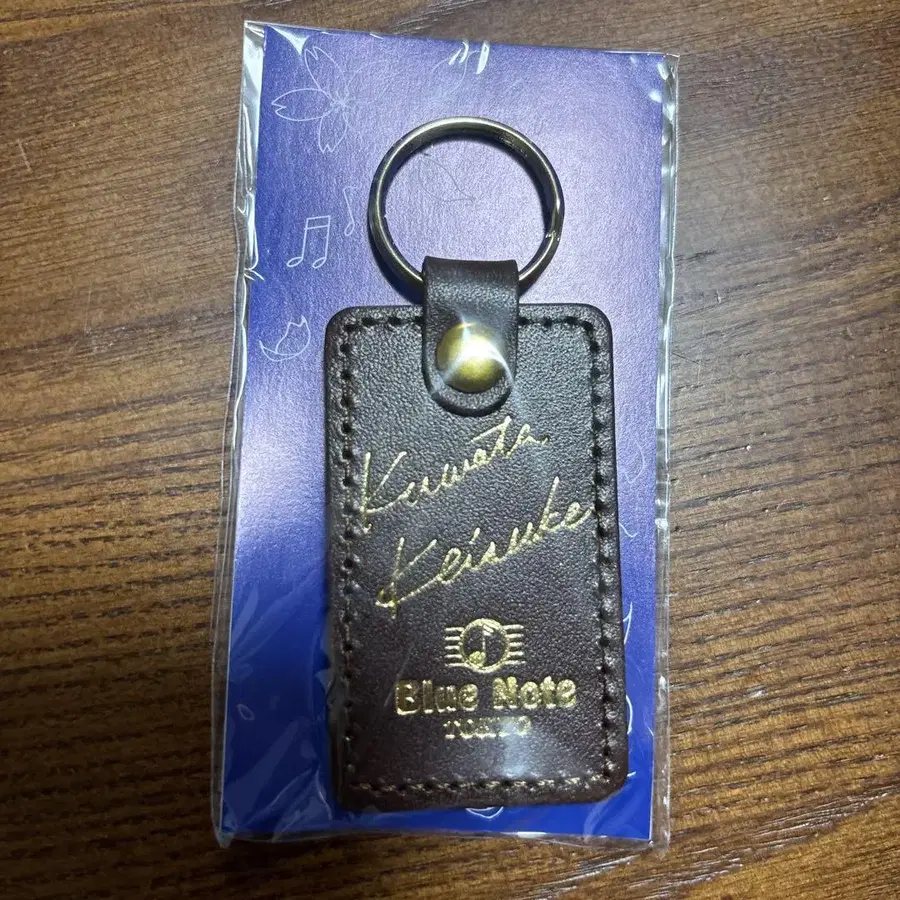 Kuwata
Keisuke
Blue Note
TOKYO